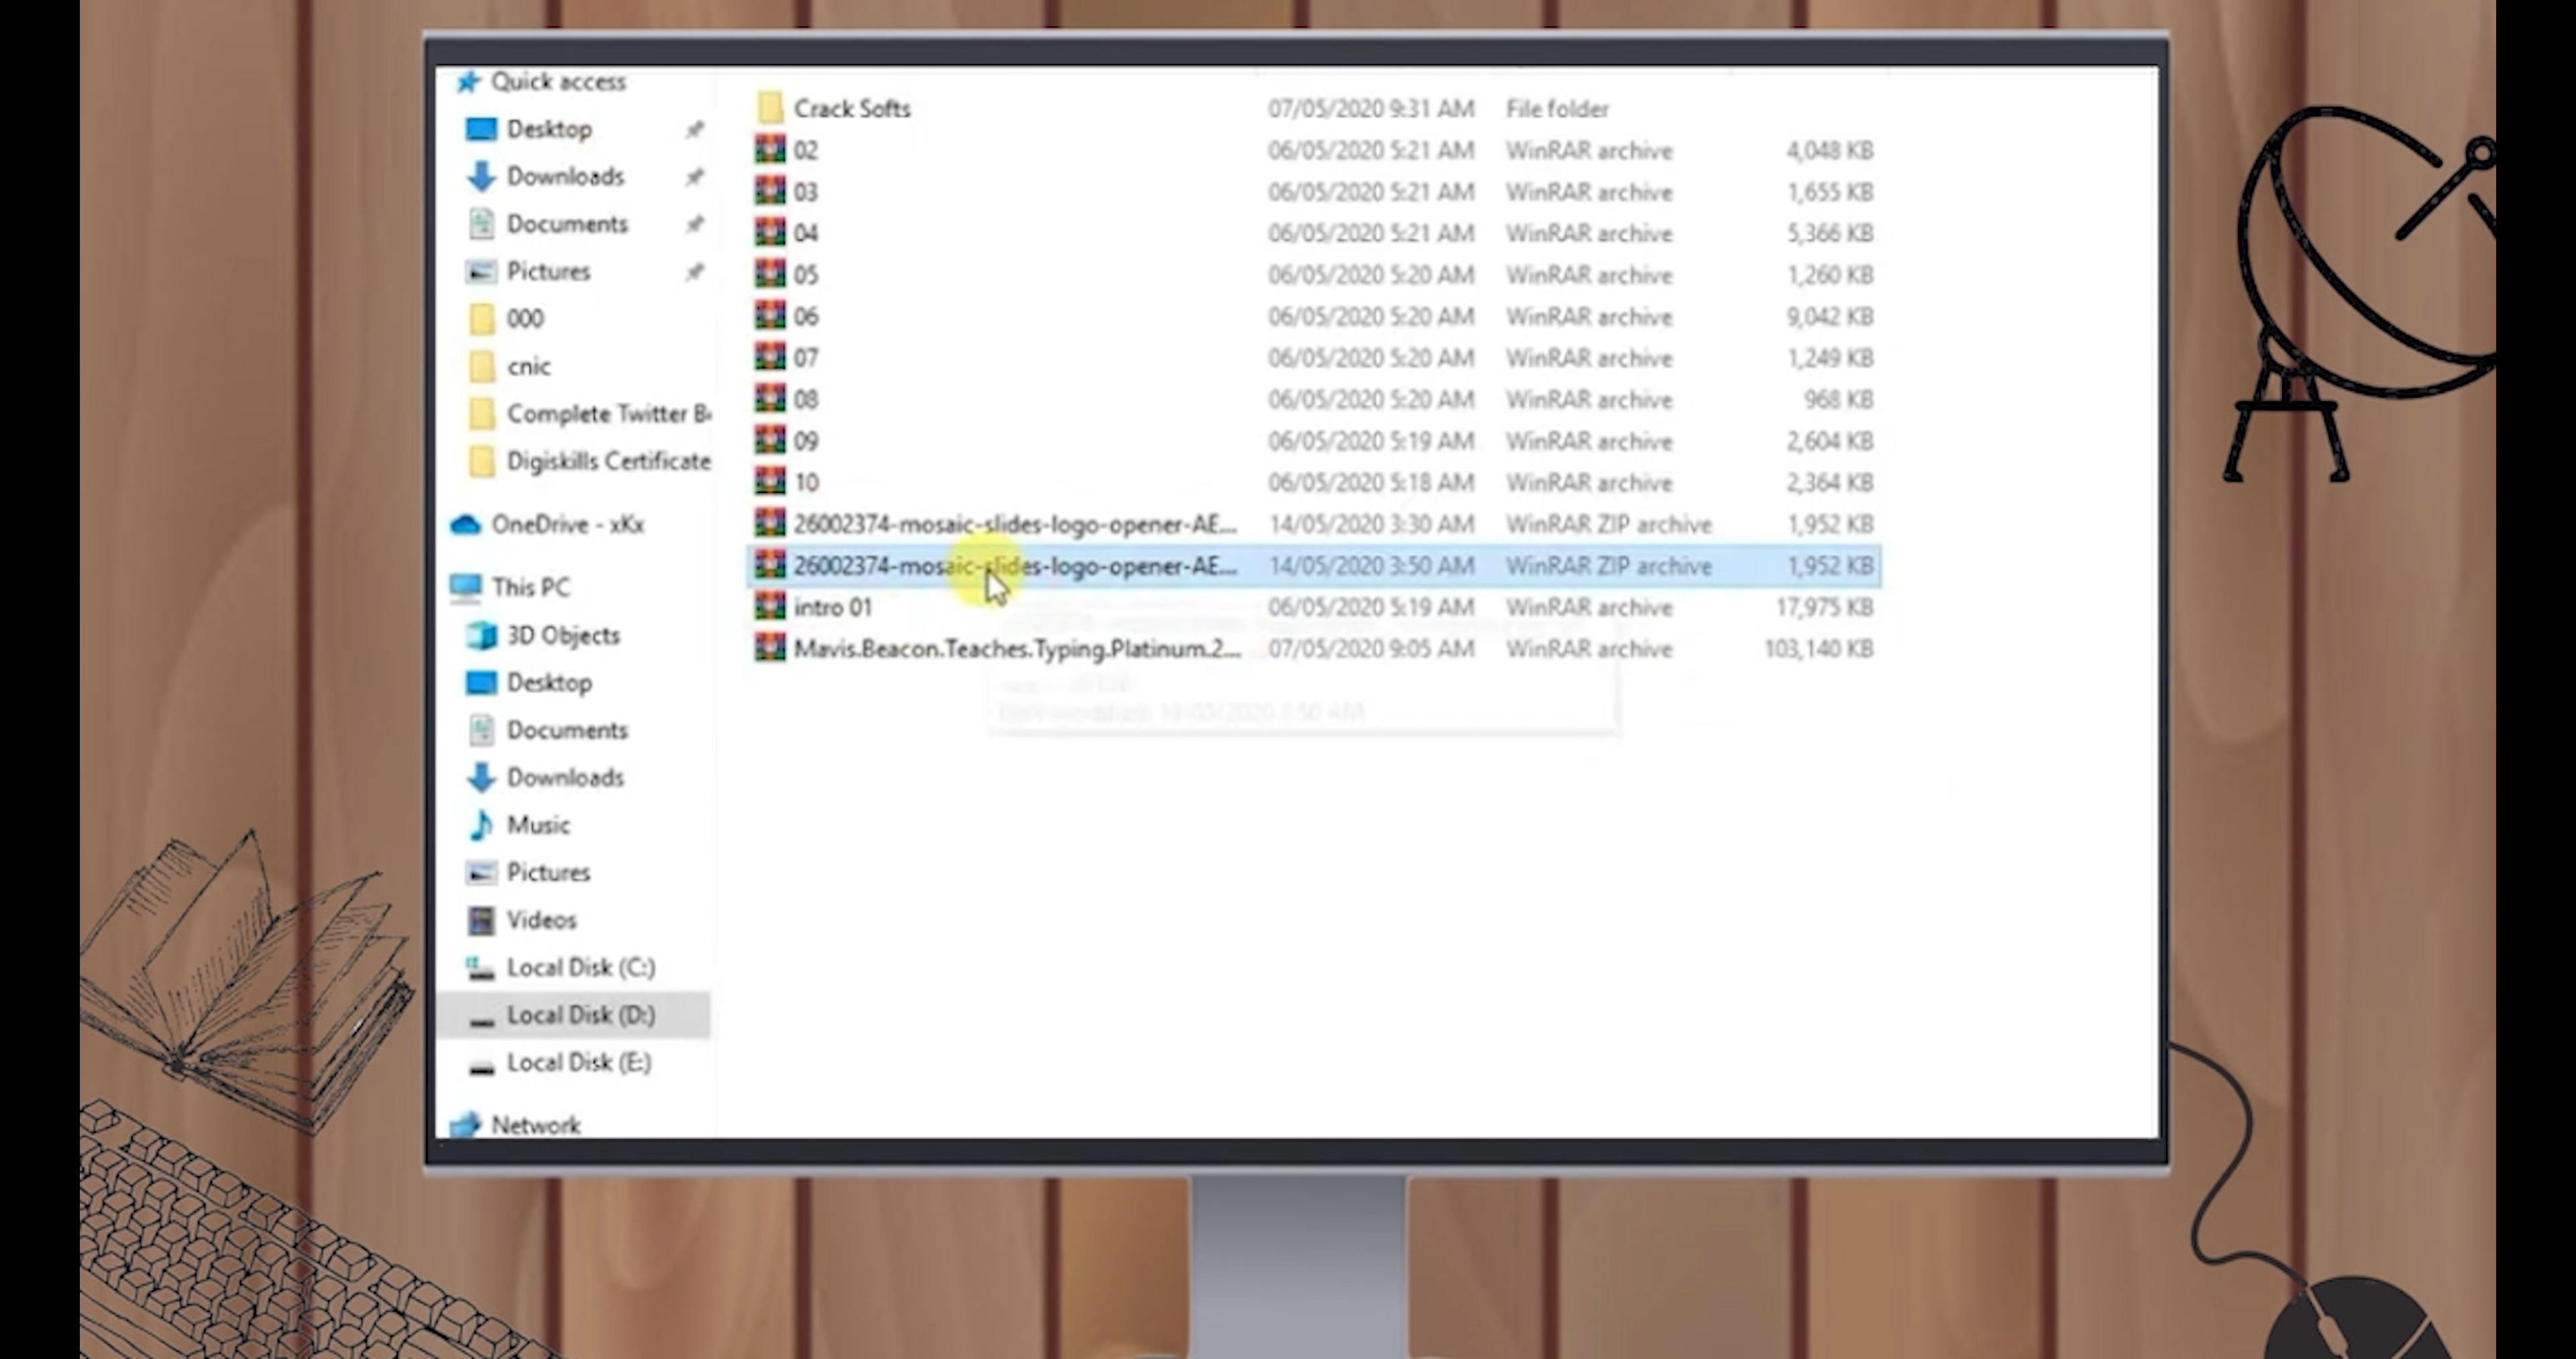 Quick access
Desktop
Downloads
Documents
Pictures
000
cnic
Complete Twitter B
Digiskills Certificate
OneDrive - xKx
This PC
3D Objects
Desktop
Documents
Downloads
Music
Pictures
Videos
Local Disk (C:)
Local Disk (D:)
Local Disk (E:)
Network
Crack Softs 07/05/2020 9:31 AM File folder
02 06/05/2020 5:21 AM WinRAR archive 4,048 KB
03 06/05/2020 5:21 AM WinRAR archive 1,655 KB
04 06/05/2020 5:21 AM WinRAR archive 5,366 KB
05 06/05/2020 5:20 AM WinRAR archive 1,260 KB
06 06/05/2020 5:20 AM WinRAR archive 9,042 KB
07 06/05/2020 5:20 AM WinRAR archive 1,249 KB
08 06/05/2020 5:20 AM WinRAR archive 968 KB
09 06/05/2020 5:19 AM WinRAR archive 2,604 KB
10 06/05/2020 5:18 AM WinRAR archive 2,364 KB
26002374-mosaic-slides-logo-opener-AE... 14/05/2020 3:30 AM WinRAR ZIP archive 1,952 KB
26002374-mosaic-slides-logo-opener-AE... 14/05/2020 3:50 AM WinRAR ZIP archive 1,952 KB
intro 01 06/05/2020 5:19 AM WinRAR archive 17,975 KB
Mavis.Beacon.Teaches.Typing.Platinum.2... 07/05/2020 9:05 AM WinRAR archive 103,140 KB